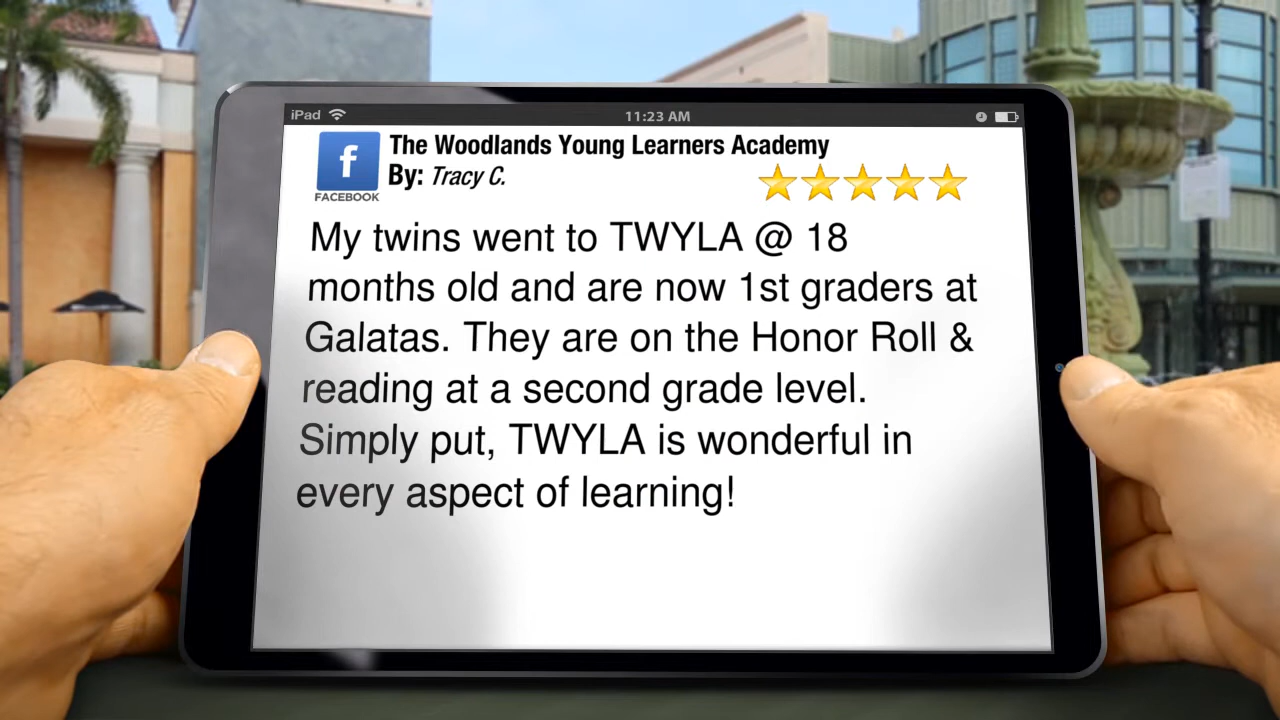 iPad 11:23 AM
The Woodlands Young Learners Academy
By: Tracy C.
f
FACEBOOK
My twins went to TWYLA @ 18
months old and are now 1st graders at
Galatas. They are on the Honor Roll &
reading at a second grade level.
Simply put, TWYLA is wonderful in
every aspect of learning!